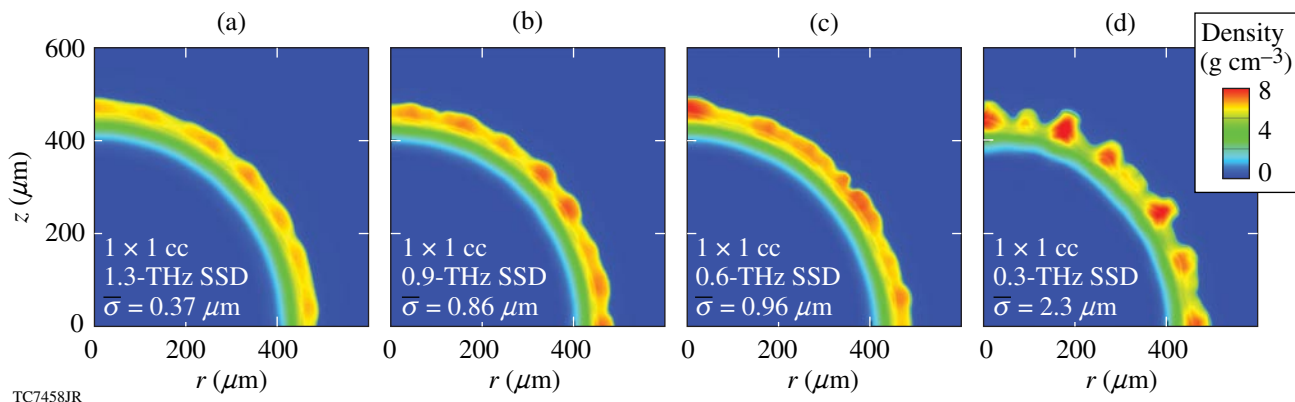 (a)
(b)
(c)
(d)
Density
(g cm–3)
8
4
0
600
400
200
0
z (μm)
1 × 1 cc
1.3-THz SSD
σ = 0.37 μm
1 × 1 cc
0.9-THz SSD
σ = 0.86 μm
1 × 1 cc
0.6-THz SSD
σ = 0.96 μm
1 × 1 cc
0.3-THz SSD
σ = 2.3 μm
0 200 400
0 200 400
0 200 400
0 200 400
r (μm)
r (μm)
r (μm)
r (μm)
TC7458JR